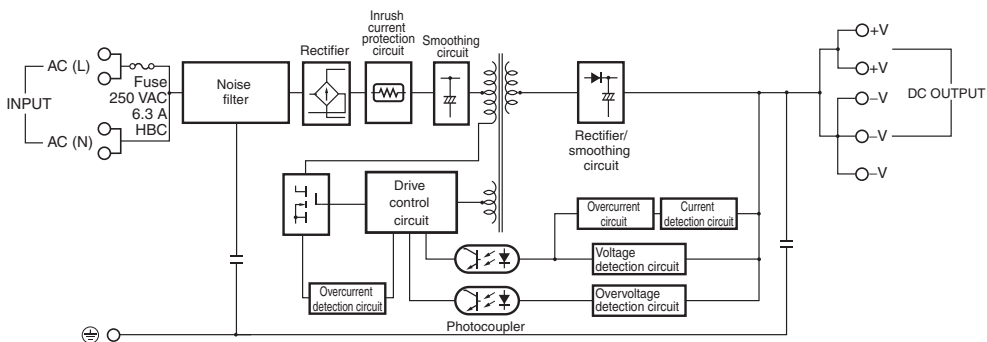 INPUT
AC (L)
AC (N)
Fuse
250 VAC
6.3 A
HBC
Noise
filter
Rectifier
Inrush
current
protection
circuit
Smoothing
circuit
Rectifier/
smoothing
circuit
+V
+V
–V
–V
–V
DC OUTPUT
Drive
control
circuit
Overcurrent
detection circuit
Overcurrent
circuit
Current
detection circuit
Voltage
detection circuit
Overvoltage
detection circuit
Photocoupler